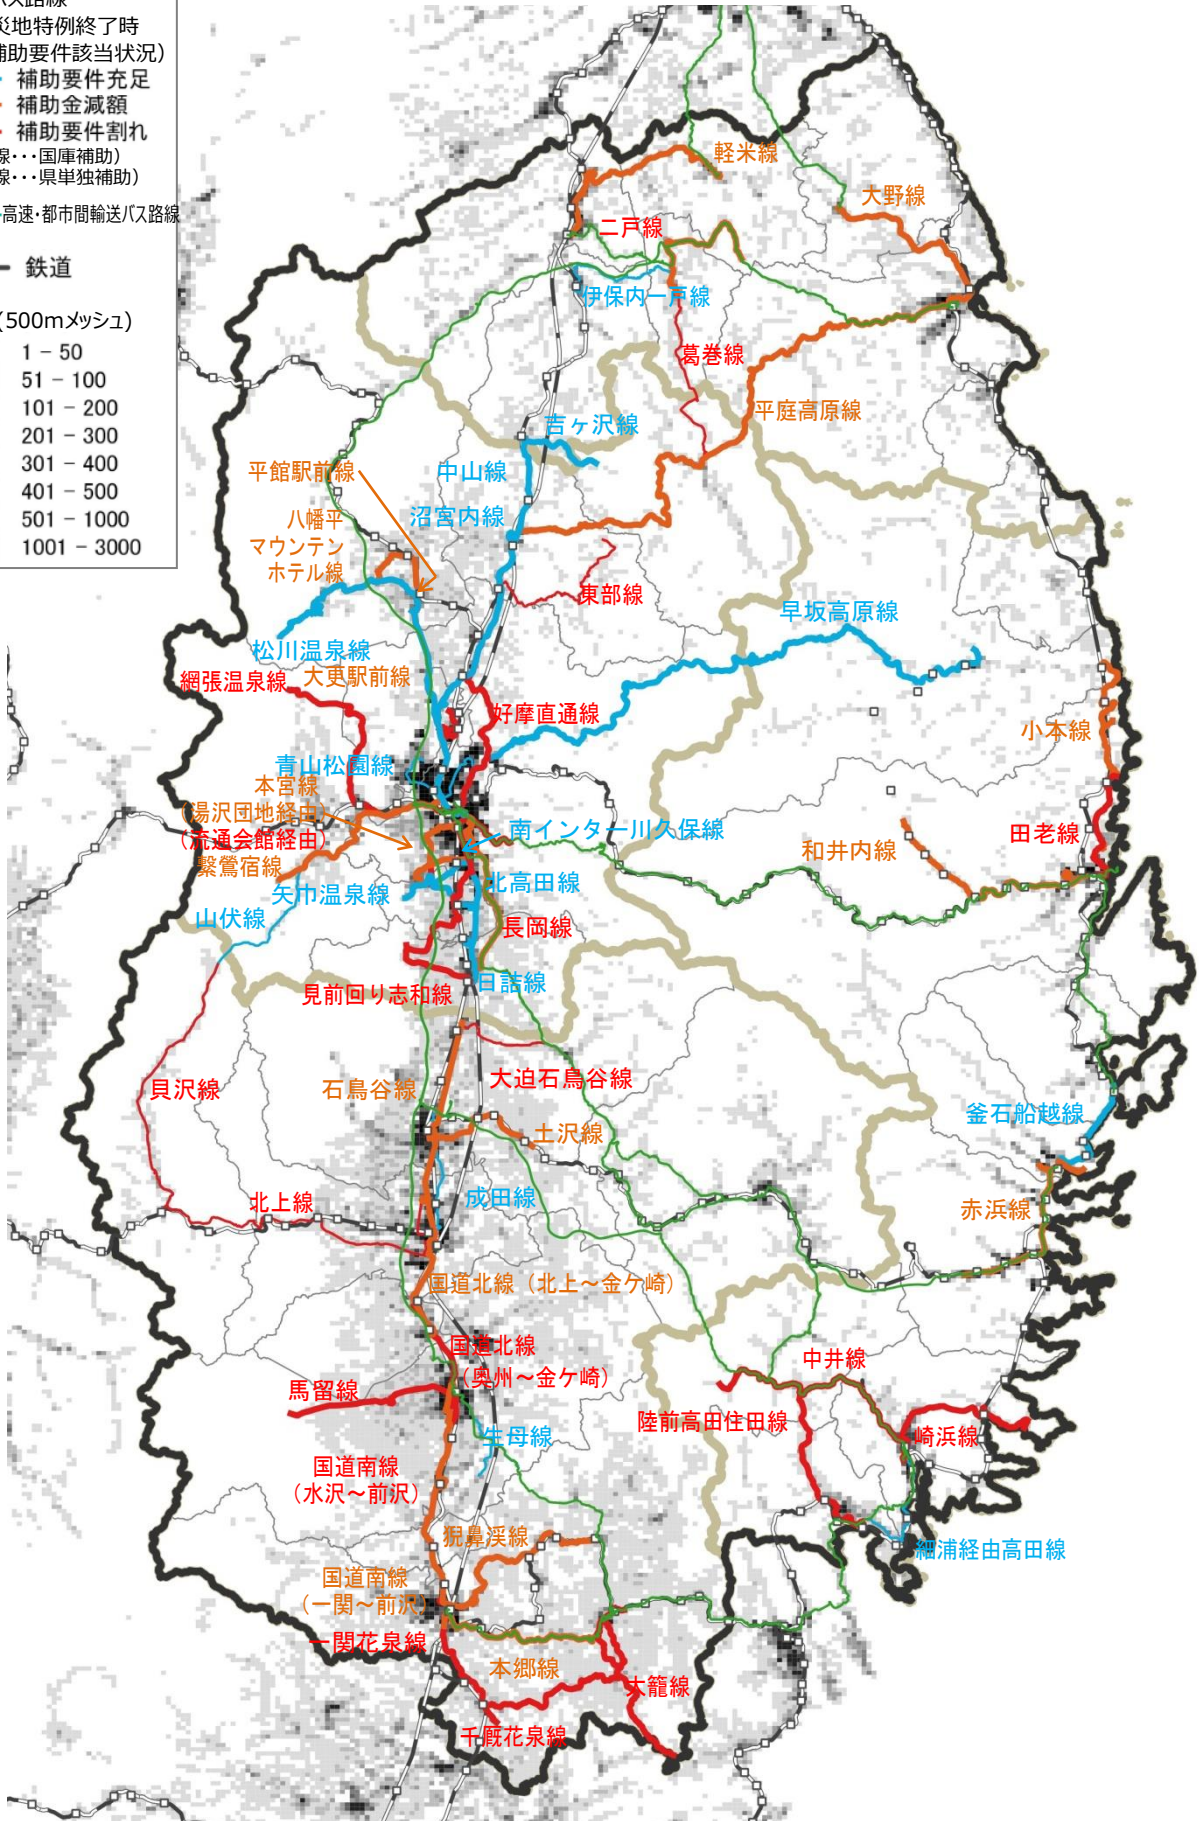 ス路線
災地特例終了時
補助要件該当状況)
補助要件充足
補助金減額
補助要件割れ
線・・・国庫補助)
線・・・県単独補助)
高速・都市間輸送バス路線
鉄道
(500mメッシュ)
1 - 50
51 - 100
101 - 200
201 - 300
301 - 400
401 - 500
501 - 1000
1001 - 3000
軽米線
大野線
二戸線
伊保内一戸線
葛巻線
平庭高原線
吉ヶ沢線
平館駅前線
中山線
沼宮内線
八幡平
マウンテン
ホテル線
東部線
早坂高原線
松川温泉線
大更駅前線
網張温泉線
好摩直通線
小本線
青山松園線
本宮線
(湯沢団地経由)
(流通会館経由)
南インター川久保線
田老線
和井内線
繋鶯宿線
矢巾温泉線
北高田線
山伏線
長岡線
日詰線
見前回り志和線
大迫石鳥谷線
貝沢線
石鳥谷線
釜石船越線
土沢線
成田線
北上線
赤浜線
国道北線(北上~金ケ崎)
国道北線
(奥州~金ケ崎)
中井線
馬留線
陸前高田住田線
崎浜線
生母線
国道南線
(水沢~前沢)
猊鼻渓線
細浦経由高田線
国道南線
(一関~前沢)
一関花泉線
本郷線
大籠線
千厩花泉線